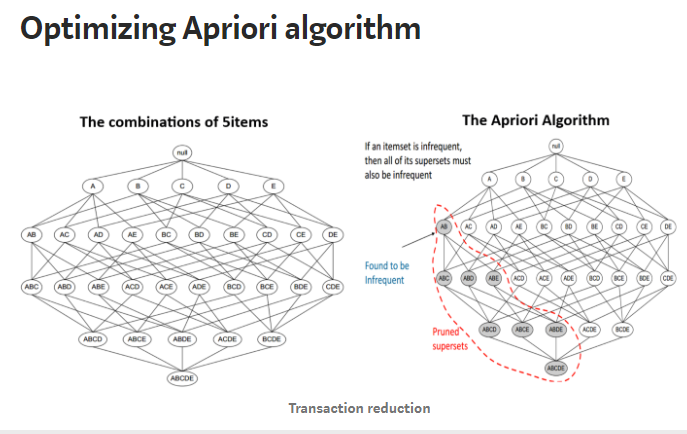 Optimizing Apriori algorithm
The combinations of 5items
null
A B C D E
AB AC AD AE BC BD BE CD CE DE
ABC ABD ABE ACD ACE ADE BCD BCE BDE CDE
ABCD ABCE ABDE ACDE BCDE
ABCDE
The Apriori Algorithm
If an itemset is infrequent,
then all of its supersets must
also be infrequent
null
A B C D E
AB AC AD AE BC BD BE CD CE DE
Found to be
Infrequent
ABC ABD ABE ACD ACE ADE BCD BCE BDE CDE
Pruned
supersets
ABCD ABCE ABDE ACDE BCDE
ABCDE
Transaction reduction